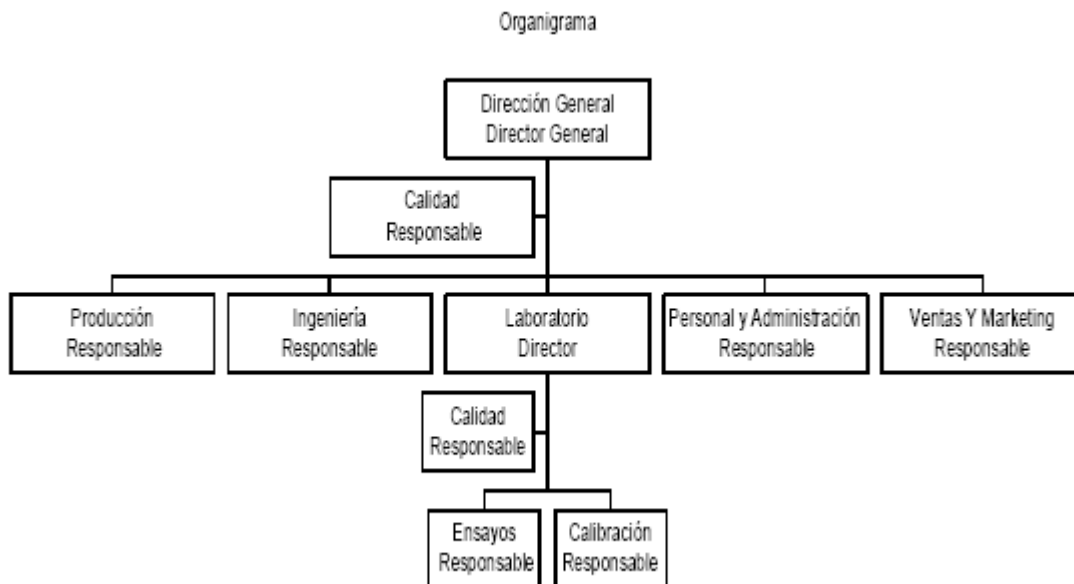 Organigrama
Dirección General
Director General
Calidad
Responsable
Producción
Responsable
Ingeniería
Responsable
Laboratorio
Director
Personal y Administración
Responsable
Ventas Y Marketing
Responsable
Calidad
Responsable
Ensayos
Responsable
Calibración
Responsable